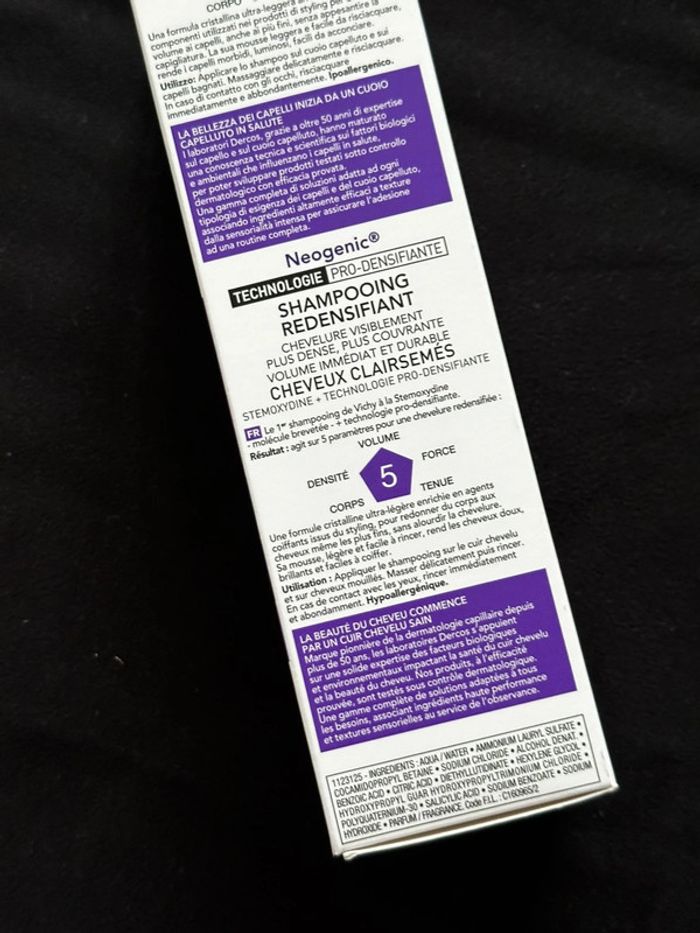 CORPO
Una formula cristallina ultra-leggera
componenti utilizzati nei prodotti di styling per
volume ai capelli, anche ai più fini, senza appesantire la
capigliatura. La sua mousse leggera e facile da risciacquare,
rende i capelli morbidi, luminosi, facili da acconciare.
Utilizzo: Applicare lo shampoo sul cuoio capelluto e sui
capelli bagnati. Massaggiare delicatamente e risciacquare.
In caso di contatto con gli occhi, risciacquare
immediatamente e abbondantemente. Ipoallergenico.
LA BELLEZZA DEI CAPELLI INIZIA DA UN CUOIO
CAPELLUTO IN SALUTE
I laboratori Dercos, grazie a oltre 50 anni di expertise
sul capello e sul cuoio capelluto, hanno maturato
una conoscenza tecnica e scientifica sui fattori biologici
e ambientali che influenzano i capelli in salute,
per poter sviluppare prodotti testati sotto controllo
dermatologico con efficacia provata.
Una gamma completa di soluzioni adatta ad ogni
tipologia di esigenza dei capelli e del cuoio capelluto,
associando ingredienti altamente efficaci a texture
dalla sensorialità intensa per assicurare l'adesione
ad una routine completa.
Neogenic®
TECHNOLOGIE PRO-DENSIFIANTE
SHAMPOOING
REDENSIFIANT
CHEVELURE VISIBLEMENT
PLUS DENSE, PLUS COUVRANTE
VOLUME IMMÉDIAT ET DURABLE
CHEVEUX CLAIRSEMÉS
STEMOXYDINE + TECHNOLOGIE PRO-DENSIFIANTE
FR Le 1er shampooing de Vichy à la Stemoxydine
- molécule brevetée - + technologie pro-densifiante.
Résultat : agit sur 5 paramètres pour une chevelure redensifiée :
VOLUME
DENSITÉ 5 FORCE
CORPS TENUE
Une formule cristalline ultra-légère enrichie en agents
coiffants issus du styling, pour redonner du corps aux
cheveux même les plus fins, sans alourdir la chevelure.
Sa mousse, légère et facile à rincer, rend les cheveux doux,
brillants et faciles à coiffer.
Utilisation : Appliquer le shampooing sur le cuir chevelu
et sur cheveux mouillés. Masser délicatement puis rincer.
En cas de contact avec les yeux, rincer immédiatement
et abondamment. Hypoallergénique.
LA BEAUTÉ DU CHEVEU COMMENCE
PAR UN CUIR CHEVELU SAIN
Marque pionnière de la dermatologie capillaire depuis
plus de 50 ans, les laboratoires Dercos s'appuient
sur une solide expertise des facteurs biologiques
et environnementaux impactant la santé du cuir chevelu
et la beauté du cheveu. Nos produits, à l'efficacité
prouvée, sont testés sous contrôle dermatologique.
Une gamme complète de solutions adaptées à tous
les besoins, associant ingrédients haute performance
et textures sensorielles au service de l'observance.
1123125 - INGREDIENTS : AQUA / WATER • AMMONIUM LAURYL SULFATE •
COCAMIDOPROPYL BETAINE • SODIUM CHLORIDE • ALCOHOL DENAT. •
BENZOIC ACID • CITRIC ACID • DIETHYLLUTIDINATE • HEXYLENE GLYCOL •
HYDROXYPROPYL GUAR HYDROXYPROPYLTRIMONIUM CHLORIDE •
POLYQUATERNIUM-30 • SALICYLIC ACID • SODIUM BENZOATE • SODIUM
HYDROXIDE • PARFUM / FRAGRANCE. Code F.I.L. : C160965/2